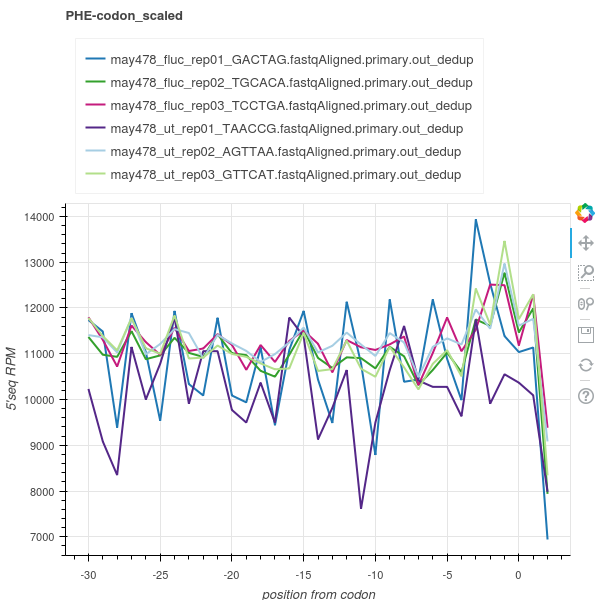 PHE-codon_scaled
may478_fluc_rep01_GACTAG.fastqAligned.primary.out_dedup
may478_fluc_rep02_TGCACA.fastqAligned.primary.out_dedup
may478_fluc_rep03_TCCTGA.fastqAligned.primary.out_dedup
may478_ut_rep01_TAACCG.fastqAligned.primary.out_dedup
may478_ut_rep02_AGTTAA.fastqAligned.primary.out_dedup
may478_ut_rep03_GTTCAT.fastqAligned.primary.out_dedup
14000
13000
12000
11000
10000
9000
8000
7000
5'seq RPM
-30 -25 -20 -15 -10 -5 0
position from codon